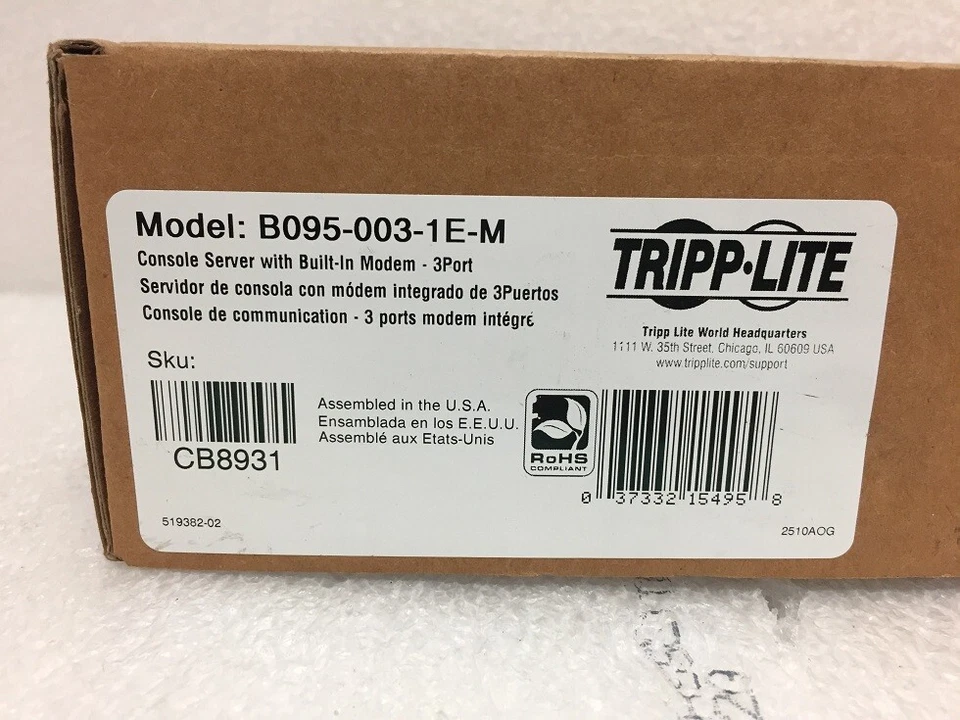 Model: B095-003-1E-M
Console Server with Built-In Modem - 3Port
Servidor de consola con módem integrado de 3Puertos
Console de communication - 3 ports modem intégré
TRIPP·LITE
Tripp Lite World Headquarters
1111 W. 35th Street, Chicago, IL 60609 USA
www.tripplite.com/support
Sku:
CB8931
Assembled in the U.S.A.
Ensamblada en los E.E.U.U.
Assemblé aux Etats-Unis
RoHS
COMPLIANT
0 37332 15495 8
519382-02
2510AOG